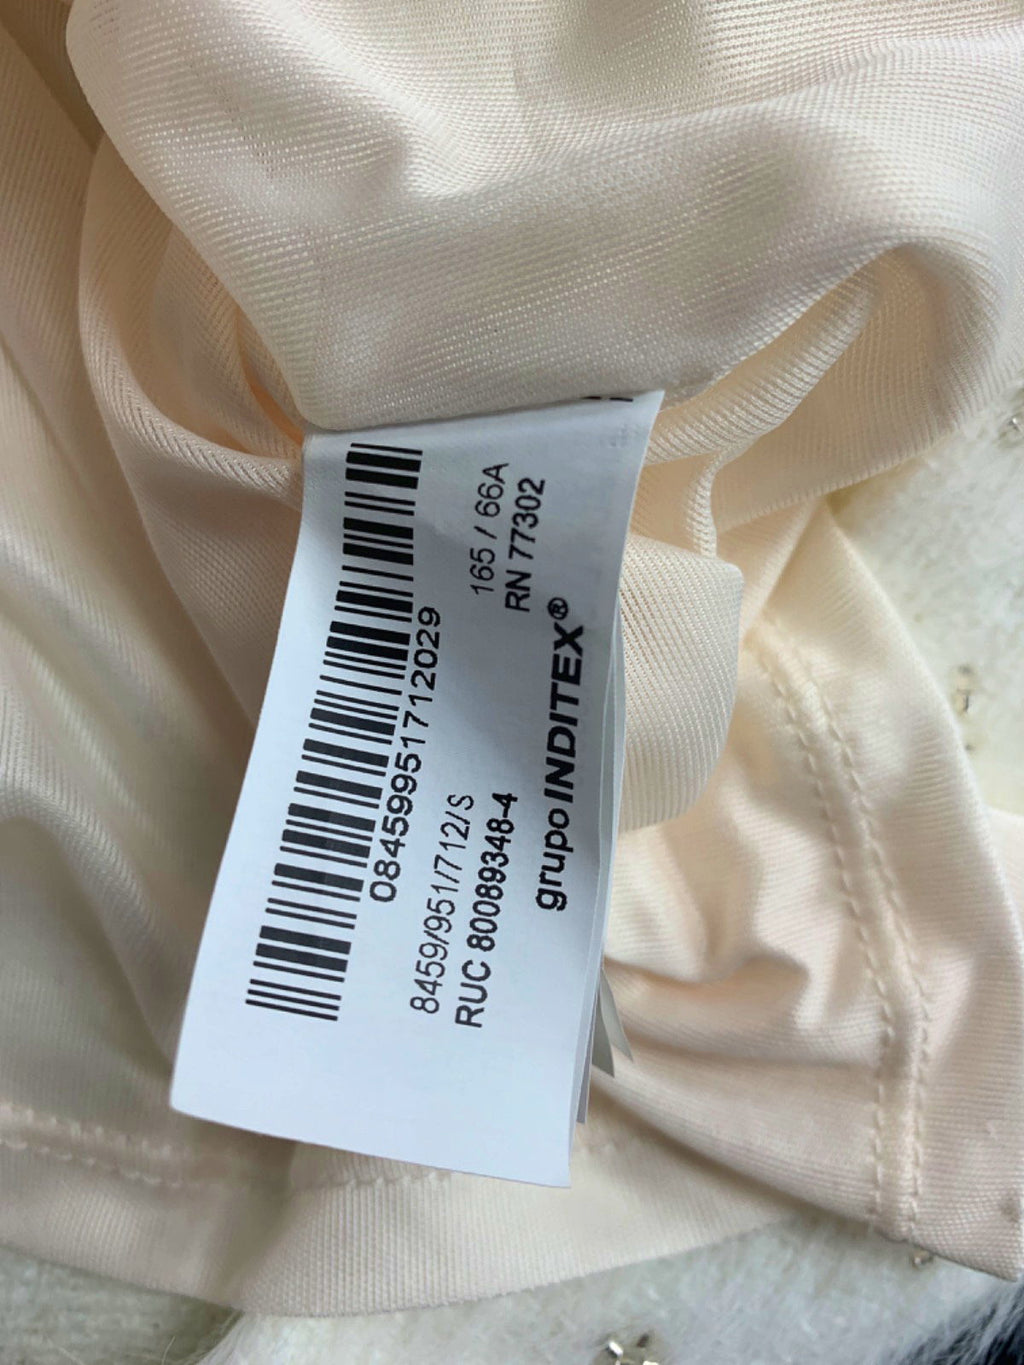 08459951712029
8459/951/712/S
165 / 66A
RUC 80089348-4
RN 77302
grupo INDITEX®